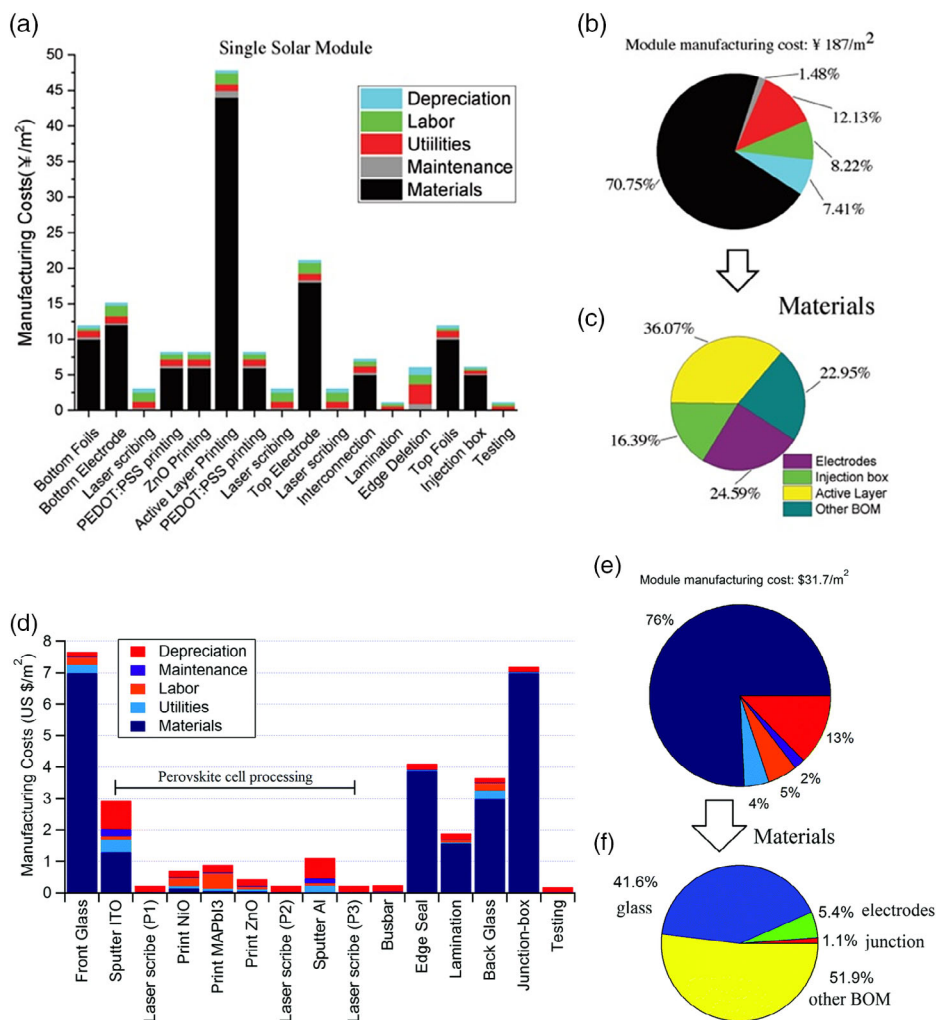 (a)
Single Solar Module
Manufacturing Costs(¥/m²)
50
45
40
35
30
25
20
15
10
5
0
Depreciation
Labor
Utiilities
Maintenance
Materials
Bottom Foils
Bottom Electrode
Laser scribing
PEDOT:PSS printing
ZnO Printing
Active Layer Printing
PEDOT:PSS printing
Laser scribing
Top Electrode
Laser scribing
Interconnection
Lamination
Edge Deletion
Top Foils
Injection box
Testing
(b)
Module manufacturing cost: ¥ 187/m²
1.48%
12.13%
8.22%
7.41%
70.75%
Materials
(c)
36.07%
22.95%
16.39%
24.59%
Electrodes
Injection box
Active Layer
Other BOM
(d)
Manufacturing Costs (US $/m²)
8
7
6
5
4
3
2
1
0
Depreciation
Maintenance
Labor
Utilities
Materials
Perovskite cell processing
Front Glass
Sputter ITO
Laser scribe (P1)
Print NiO
Print MAPbI3
Print ZnO
Laser scribe (P2)
Sputter Al
Laser scribe (P3)
Busbar
Edge Seal
Lamination
Back Glass
Junction-box
Testing
(e)
Module manufacturing cost: $31.7/m²
76%
13%
2%
5%
4%
Materials
(f)
41.6%
glass
5.4% electrodes
1.1% junction
51.9%
other BOM